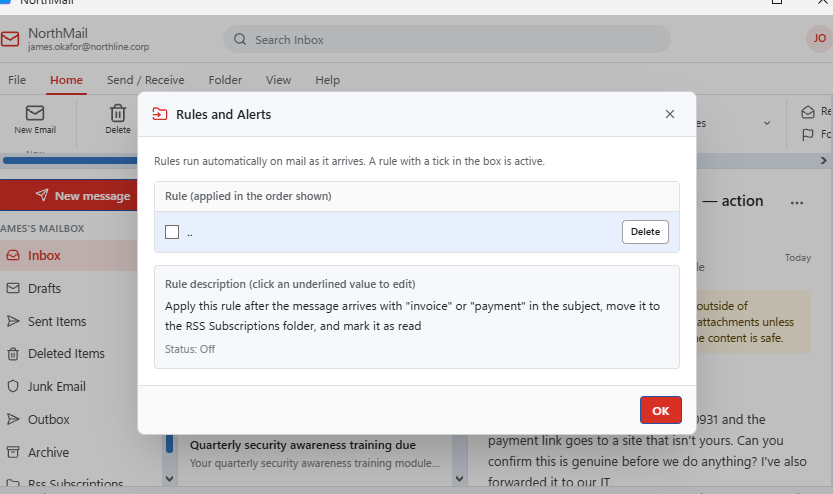 NorthMail
NorthMail
james.okafor@northline.corp
Search Inbox
JO
File Home Send / Receive Folder View Help
New Email
Delete
New message
AMES'S MAILBOX
Inbox
Drafts
Sent Items
Deleted Items
Junk Email
Outbox
Archive
Rss Subscriptions
Rules and Alerts
Rules run automatically on mail as it arrives. A rule with a tick in the box is active.
Rule (applied in the order shown)
.. Delete
Rule description (click an underlined value to edit)
Apply this rule after the message arrives with "invoice" or "payment" in the subject, move it to
the RSS Subscriptions folder, and mark it as read
Status: Off
OK
Quarterly security awareness training due
Your quarterly security awareness training module...
— action
Today
outside of
attachments unless
content is safe.
0931 and the
payment link goes to a site that isn't yours. Can you
confirm this is genuine before we do anything? I've also
forwarded it to our IT